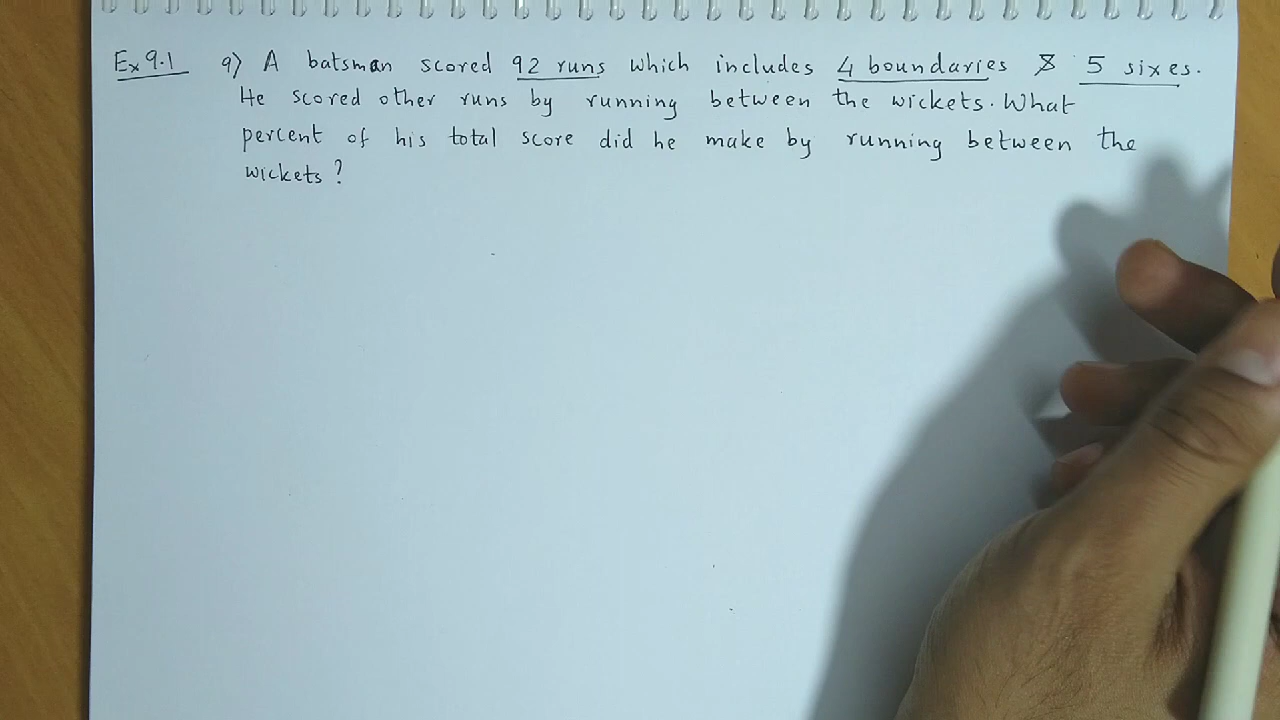 Ex 9.1 9) A batsman scored 92 runs which includes 4 boundaries & 5 sixes.
He scored other runs by running between the wickets. What
percent of his total score did he make by running between the
wickets?